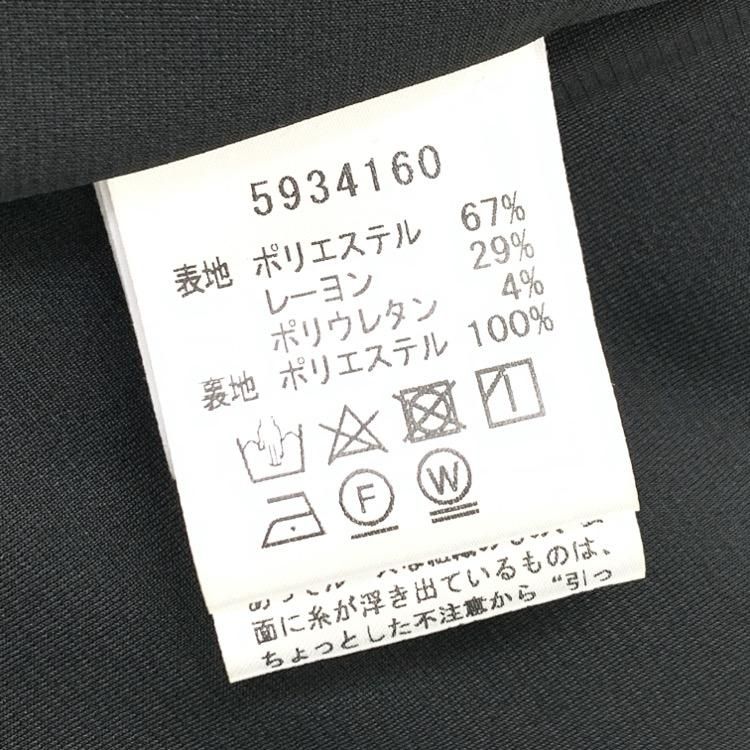 5934160
表地 ポリエステル 67%
レーヨン 29%
ポリウレタン 4%
裏地 ポリエステル 100%
F W
面に糸が浮き出ているものは、
ちょっとした不注意から “引っ